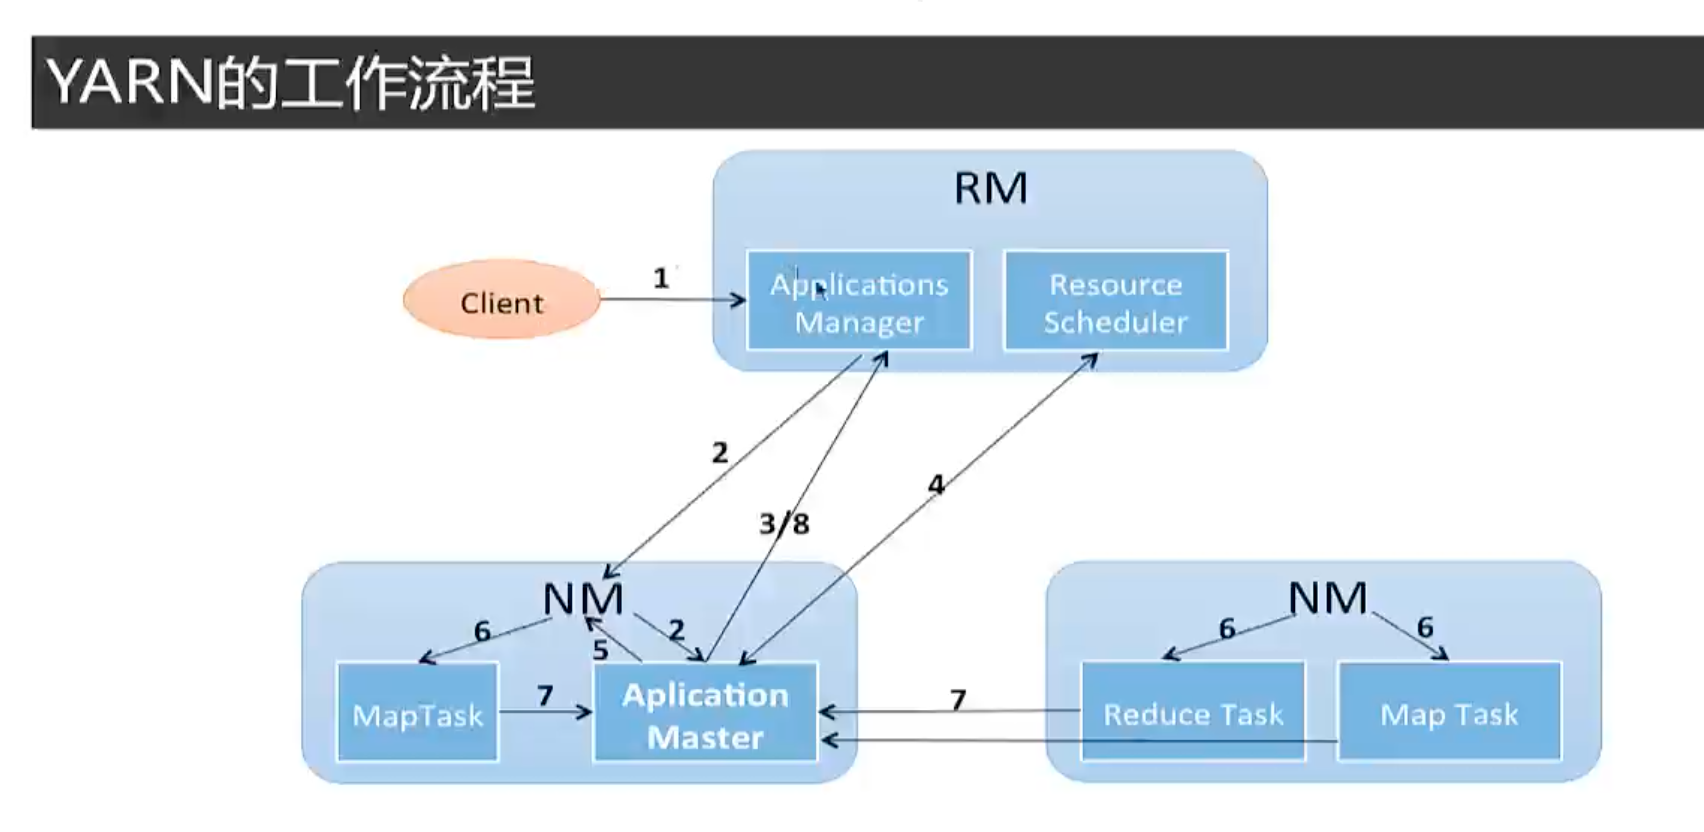 YARN的工作流程
RM
Client
1
Applications
Manager
Resource
Scheduler
2
3/8
4
NM
6
5
2
MapTask
7
Aplication
Master
7
NM
6
6
Reduce Task
Map Task